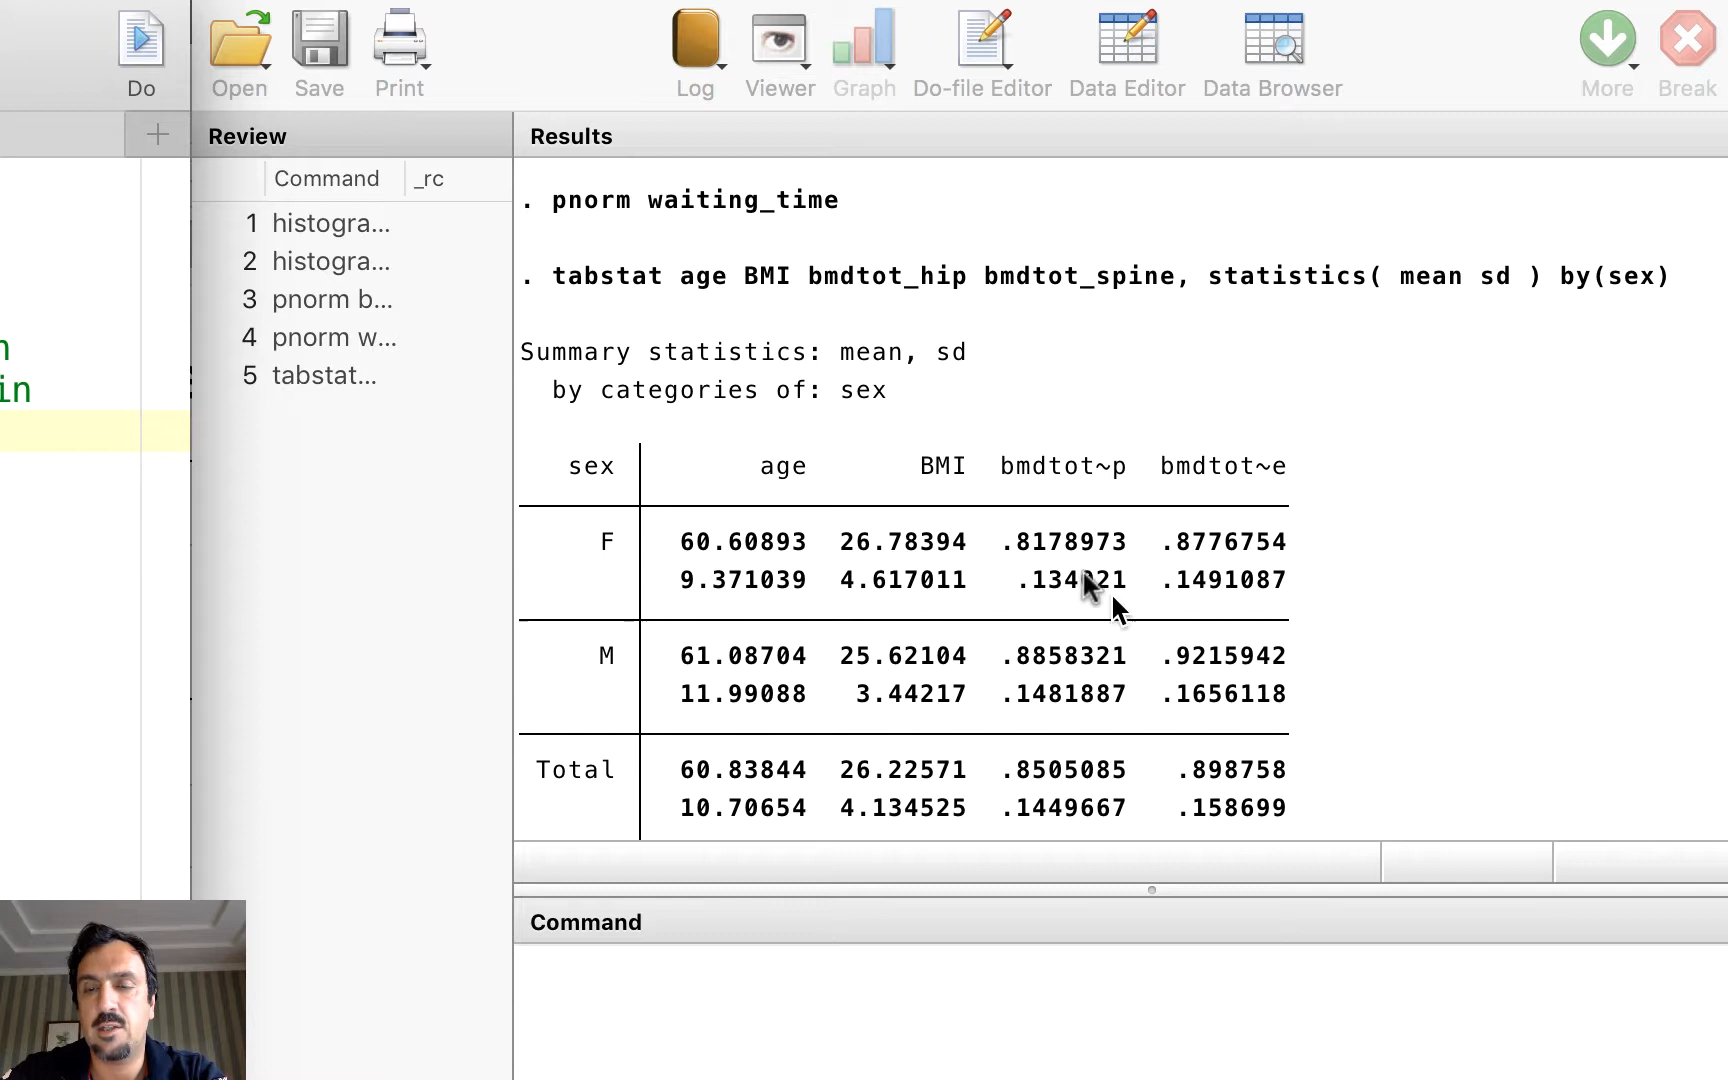 Do
Open
Save
Print
Log
Viewer
Graph
Do-file Editor
Data Editor
Data Browser
More
Break
Review
Command _rc
1 histogra...
2 histogra...
3 pnorm b...
4 pnorm w...
5 tabstat...
in
Results
. pnorm waiting_time
. tabstat age BMI bmdtot_hip bmdtot_spine, statistics( mean sd ) by(sex)
Summary statistics: mean, sd
by categories of: sex
sex age BMI bmdtot~p bmdtot~e
F 60.60893 26.78394 .8178973 .8776754
9.371039 4.617011 .1491087
M 61.08704 25.62104 .8858321 .9215942
11.99088 3.44217 .1481887 .1656118
Total 60.83844 26.22571 .8505085 .898758
10.70654 4.134525 .1449667 .158699
Command